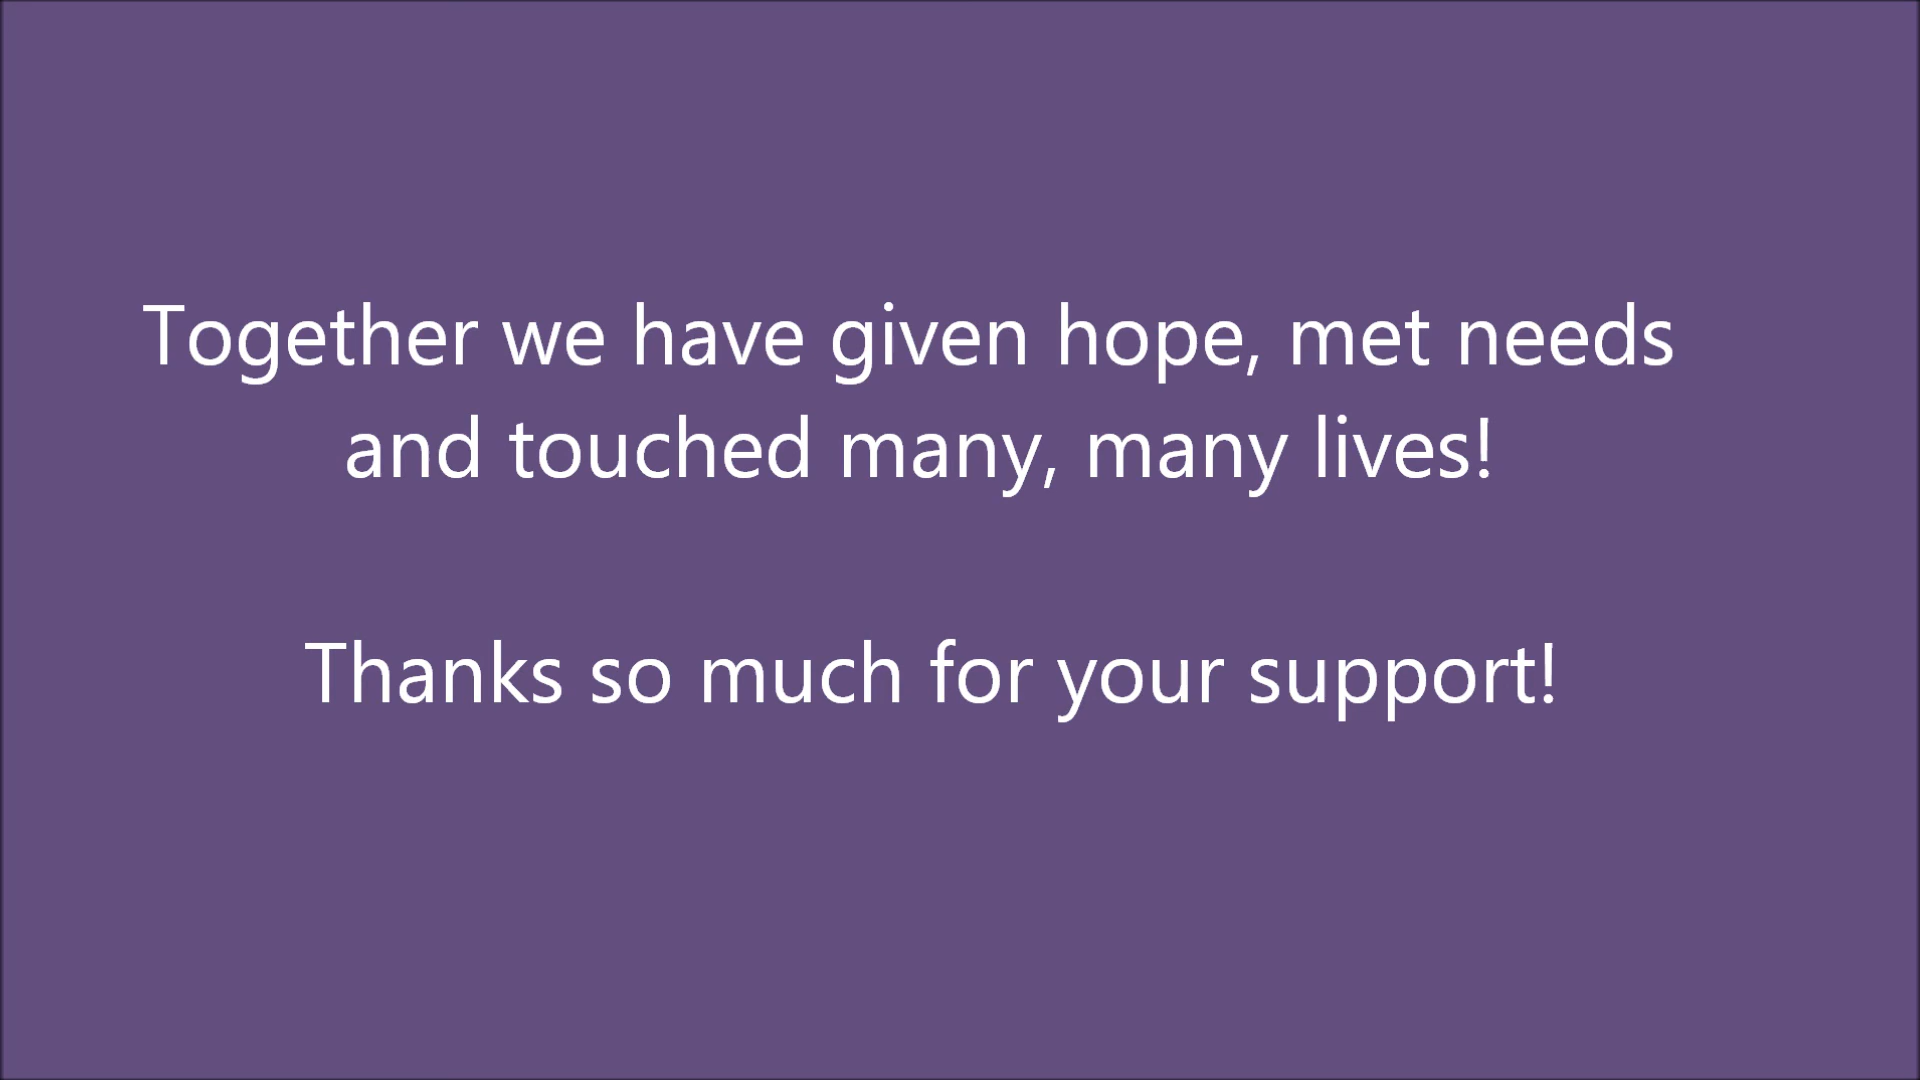 Together we have given hope, met needs
and touched many, many lives!
Thanks so much for your support!